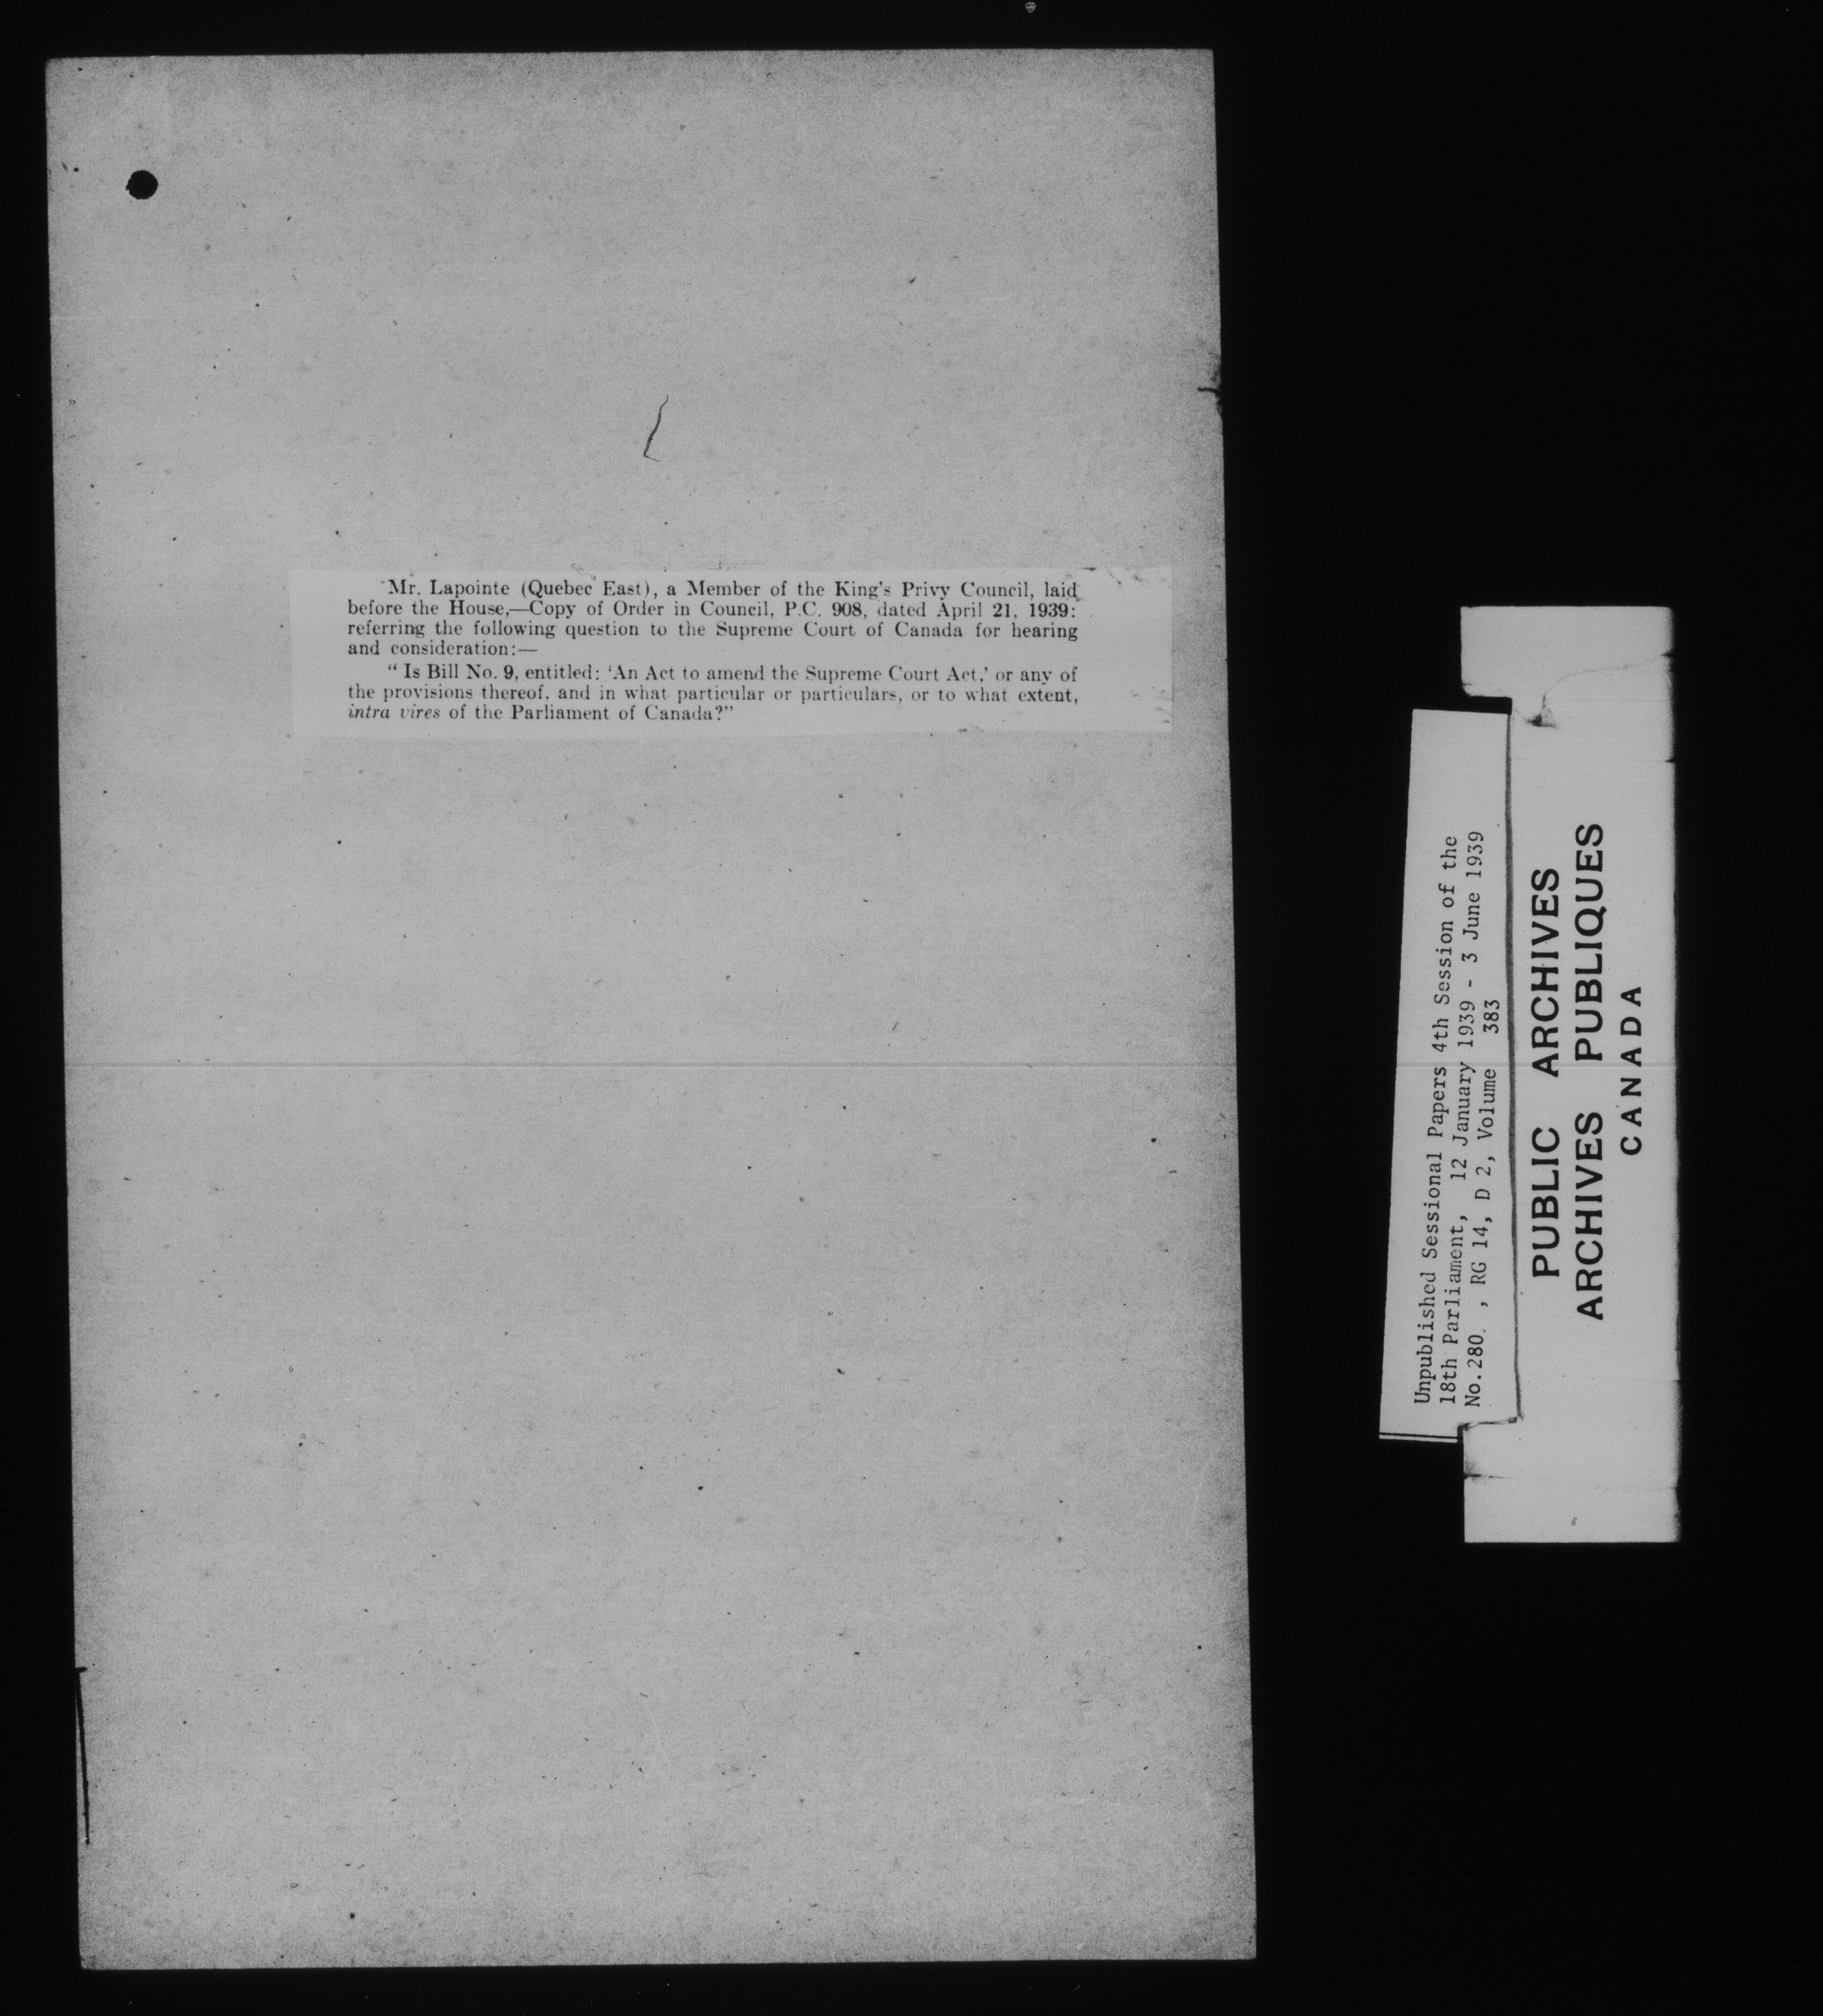 Mr. Lapointe (Quebec East), a Member of the King's Privy Council, laid
before the House,—Copy of Order in Council, P.C. 908, dated April 21, 1939:
referring the following question to the Supreme Court of Canada for hearing
and consideration:—
" Is Bill No. 9, entitled: 'An Act to amend the Supreme Court Act,' or any of
the provisions thereof, and in what particular or particulars, or to what extent,
intra vires of the Parliament of Canada?"
Unpublished Sessional Papers 4th Session of the
18th Parliament, 12 January 1939 - 3 June 1939
No.280 , RG 14, D 2, Volume 383
PUBLIC ARCHIVES
ARCHIVES PUBLIQUES
CANADA